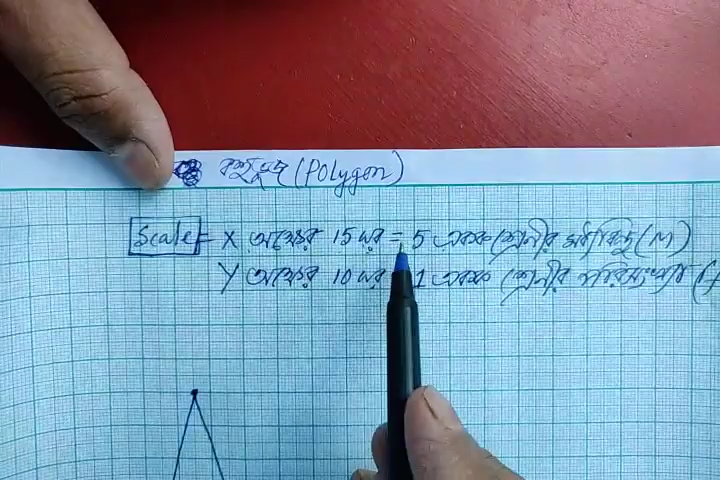 বহুভুজ (Polygon)
Scale = X অক্ষের 15 ঘর = 5 একক (শ্রেণীর মধ্যবিন্দু (M)
Y অক্ষের 10 ঘর 1 একক (শ্রেণীর পরিসংখ্যা) f